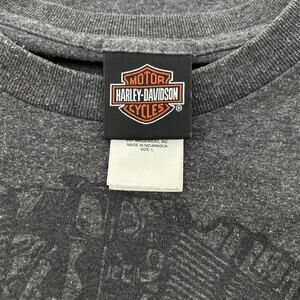 MOTOR
HARLEY-DAVIDSON
CYCLES
®
MADE IN NICARAGUA
SIZE: L